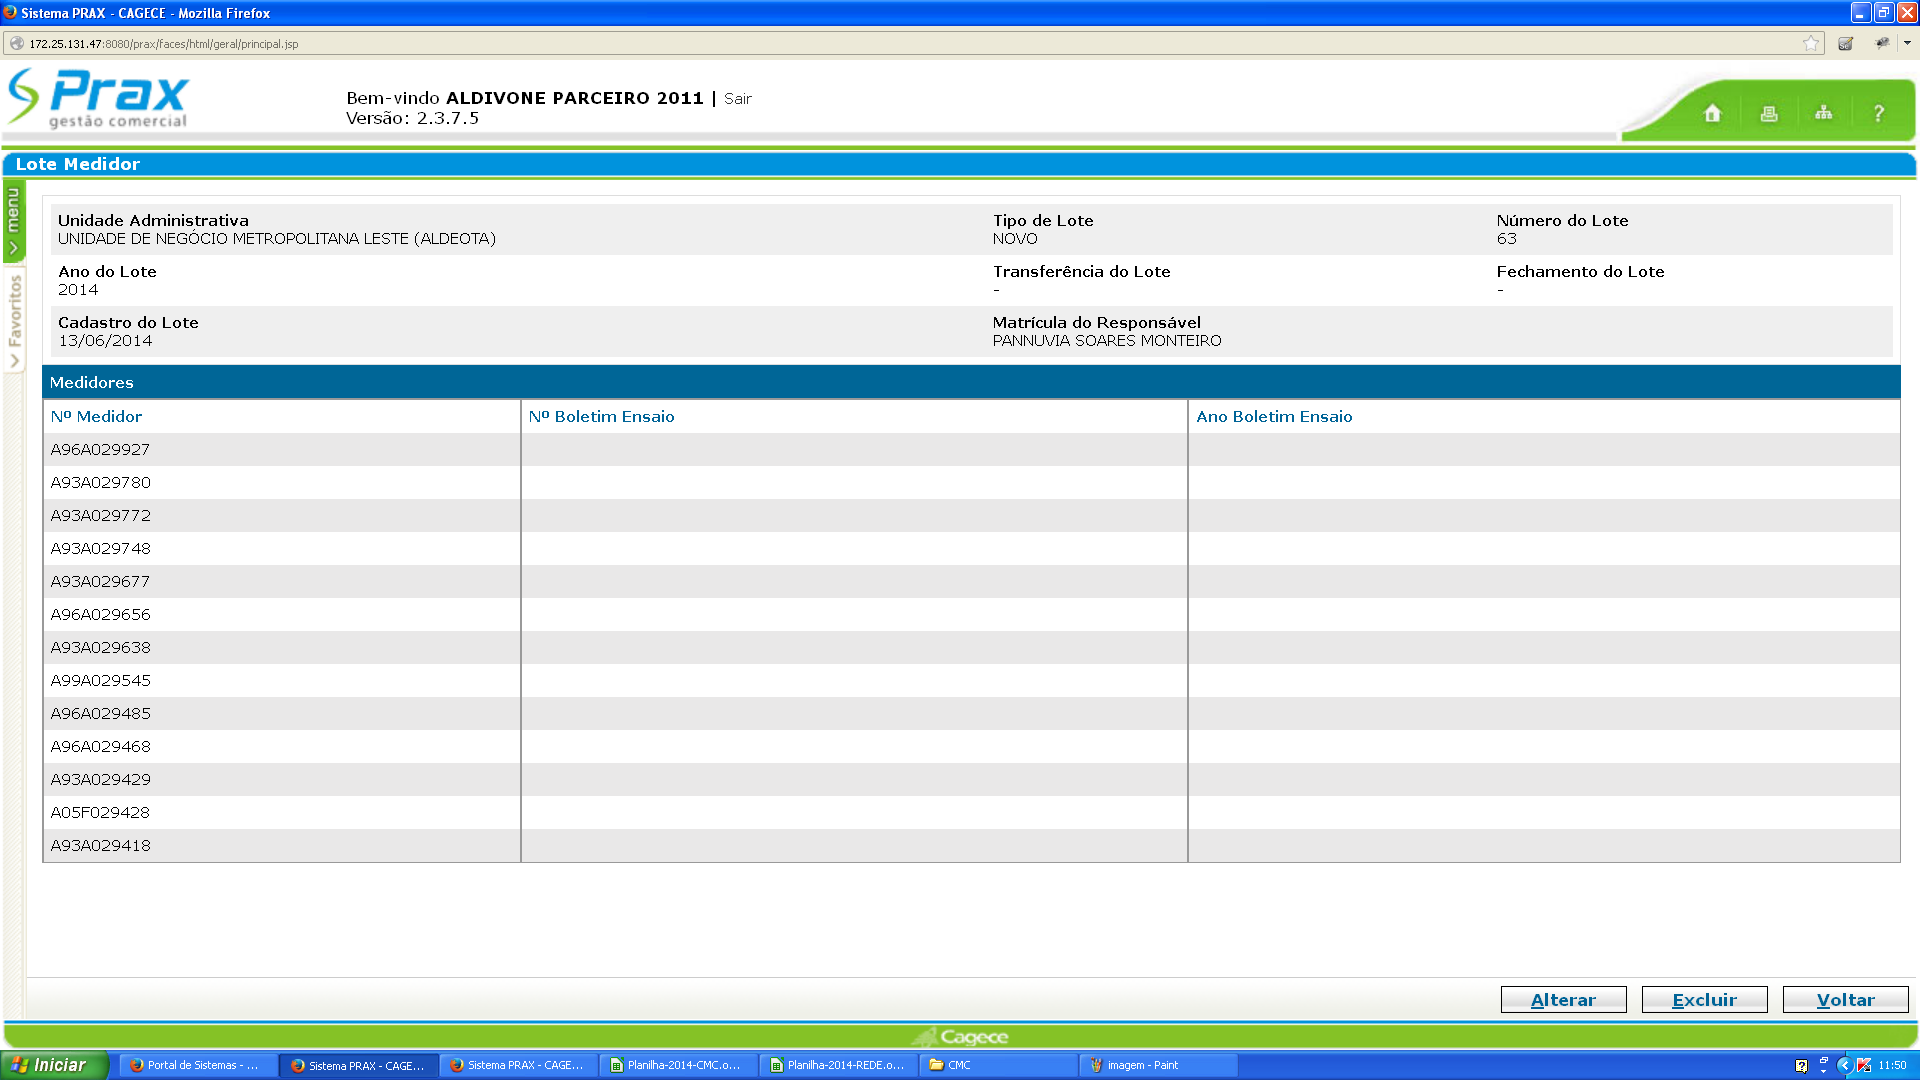 Sistema PRAX - CAGECE - Mozilla Firefox
172.25.131.47:8080/prax/faces/html/geral/principal.jsp
Prax
gestão comercial
Bem-vindo ALDIVONE PARCEIRO 2011 | Sair
Versão: 2.3.7.5
?
Lote Medidor
menu
Favoritos
Unidade Administrativa
UNIDADE DE NEGÓCIO METROPOLITANA LESTE (ALDEOTA)
Tipo de Lote
NOVO
Número do Lote
63
Ano do Lote
2014
Transferência do Lote
-
Fechamento do Lote
-
Cadastro do Lote
13/06/2014
Matrícula do Responsável
PANNUVIA SOARES MONTEIRO
Medidores
Nº Medidor Nº Boletim Ensaio Ano Boletim Ensaio
A96A029927
A93A029780
A93A029772
A93A029748
A93A029677
A96A029656
A93A029638
A99A029545
A96A029485
A96A029468
A93A029429
A05F029428
A93A029418
Alterar Excluir Voltar
Cagece
Iniciar Portal de Sistemas - ... Sistema PRAX - CAGE... Sistema PRAX - CAGE... Planilha-2014-CMC.o... Planilha-2014-REDE.o... CMC imagem - Paint 11:50